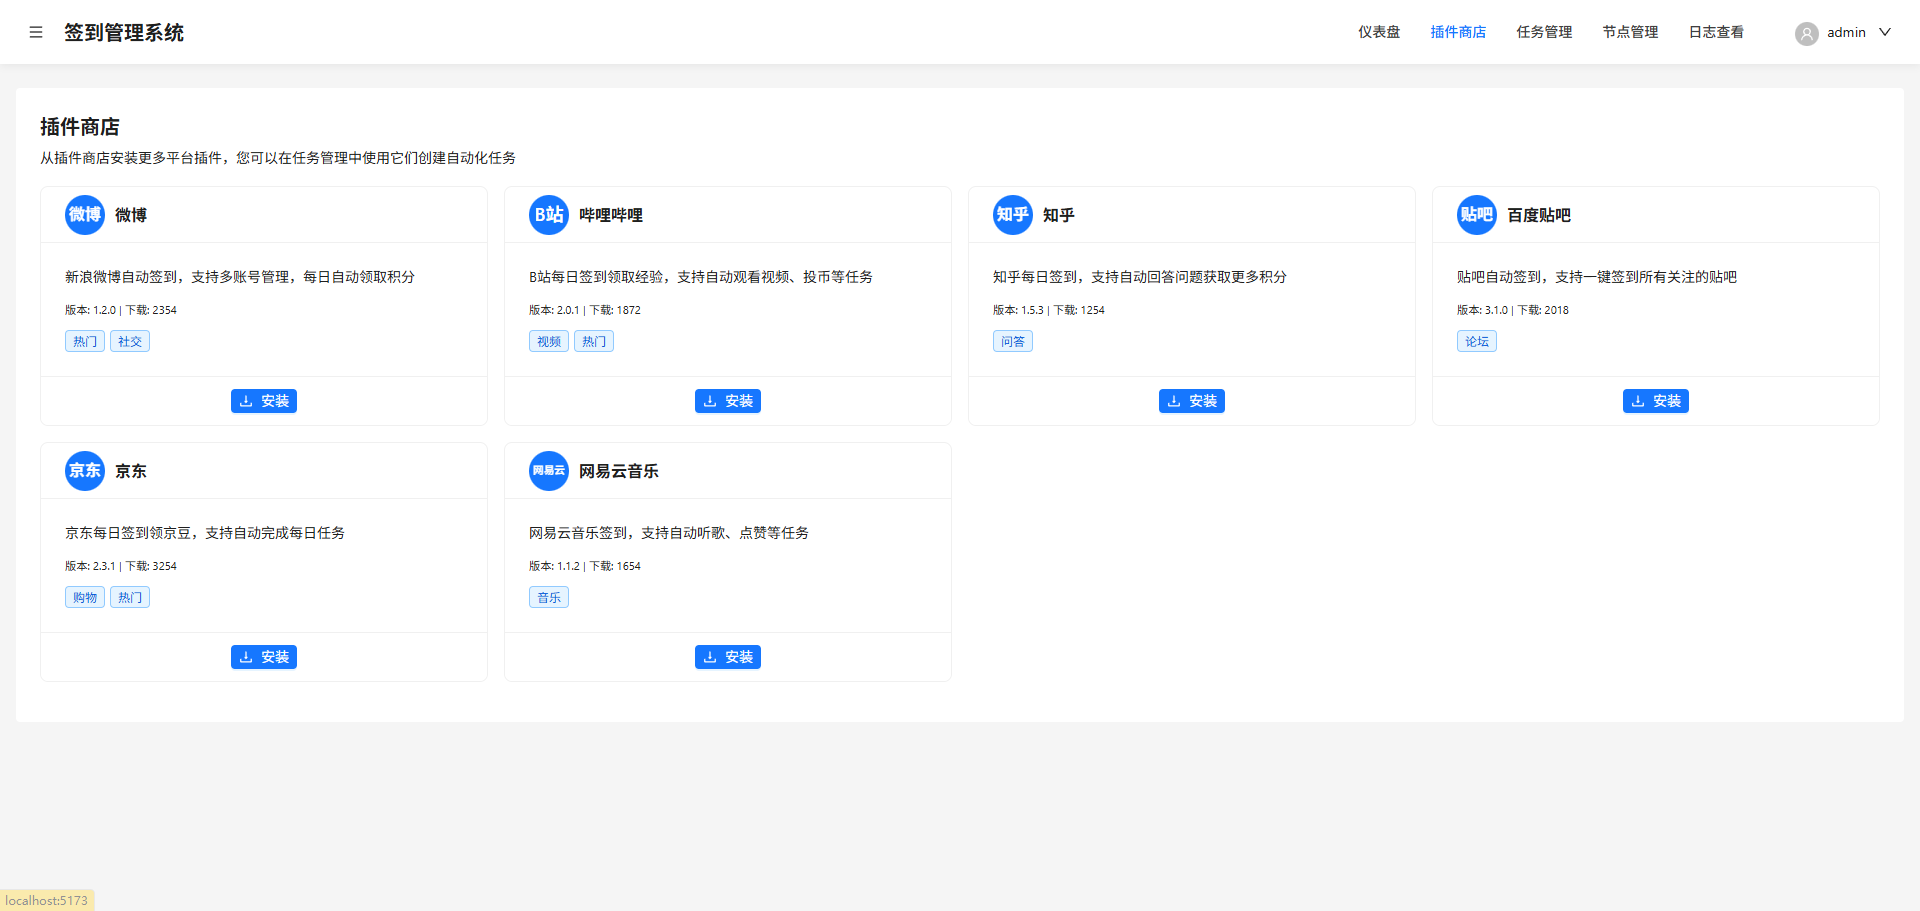 签到管理系统
仪表盘 插件商店 任务管理 节点管理 日志查看 admin
插件商店
从插件商店安装更多平台插件，您可以在任务管理中使用它们创建自动化任务
微博 微博
新浪微博自动签到，支持多账号管理，每日自动领取积分
版本: 1.2.0 | 下载: 2354
热门 社交
安装
B站 哔哩哔哩
B站每日签到领取经验，支持自动观看视频、投币等任务
版本: 2.0.1 | 下载: 1872
视频 热门
安装
知乎 知乎
知乎每日签到，支持自动回答问题获取更多积分
版本: 1.5.3 | 下载: 1254
问答
安装
贴吧 百度贴吧
贴吧自动签到，支持一键签到所有关注的贴吧
版本: 3.1.0 | 下载: 2018
论坛
安装
京东 京东
京东每日签到领京豆，支持自动完成每日任务
版本: 2.3.1 | 下载: 3254
购物 热门
安装
网易云 网易云音乐
网易云音乐签到，支持自动听歌、点赞等任务
版本: 1.1.2 | 下载: 1654
音乐
安装
localhost:5173